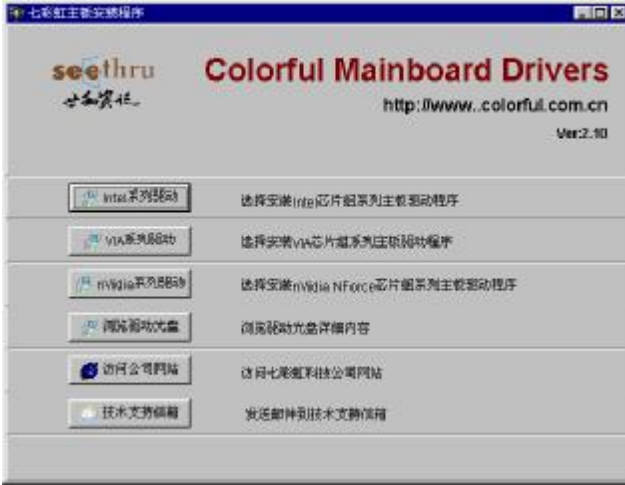 七彩虹主板安装程序
seethru
世和资讯
Colorful Mainboard Drivers
http://www..colorful.com.cn
Ver:2.10
Intel系列驱动 选择安装Intel芯片组系列主板驱动程序
VIA系列驱动 选择安装VIA芯片组系列主板驱动程序
nVidia系列驱动 选择安装nVidia NForce芯片组系列主板驱动程序
浏览驱动光盘 浏览驱动光盘详细内容
访问公司网站 访问七彩虹科技公司网站
技术支持信箱 发送邮件到技术支持信箱